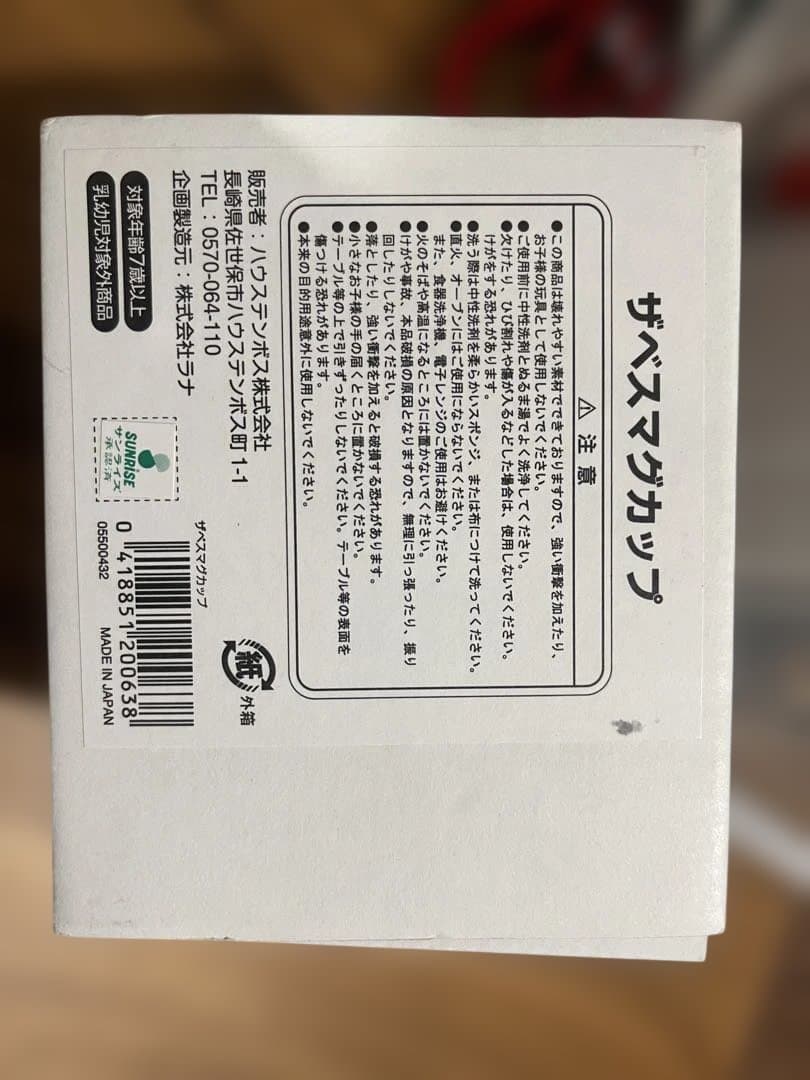 ザベスマグカップ
⚠ 注 意
●この商品は壊れやすい素材でできておりますので、強い衝撃を加えたり、
お子様の玩具として使用しないでください。
●ご使用前に中性洗剤とぬるま湯でよく洗浄してください。
●欠けたり、ひび割れや傷が入るなどした場合は、使用しないでください。
けがをする恐れがあります。
●洗う際は中性洗剤を柔らかいスポンジ、または布につけて洗ってください。
●直火、オーブンにはご使用にならないでください。
また、食器洗浄機、電子レンジのご使用はお避けください。
●火のそばや高温になるところには置かないでください。
●けがや事故、本品破損の原因となりますので、無理に引っ張ったり、振り
回したりしないでください。
●落としたり、強い衝撃を加えると破損する恐れがあります。
●小さなお子様の手の届くところに置かないでください。
●テーブル等の上で引きずったりしないでください。テーブル等の表面を
傷つける恐れがあります。
●本来の目的用途意外に使用しないでください。
販売者：ハウステンボス株式会社
長崎県佐世保市ハウステンボス町 1-1
TEL：0570-064-110
企画製造元：株式会社ラナ
対象年齢7歳以上
乳幼児対象外商品
SUNRISE
サンライズ
承認済
紙
外箱
ザベスマグカップ
0 418851 200638
05500432
MADE IN JAPAN